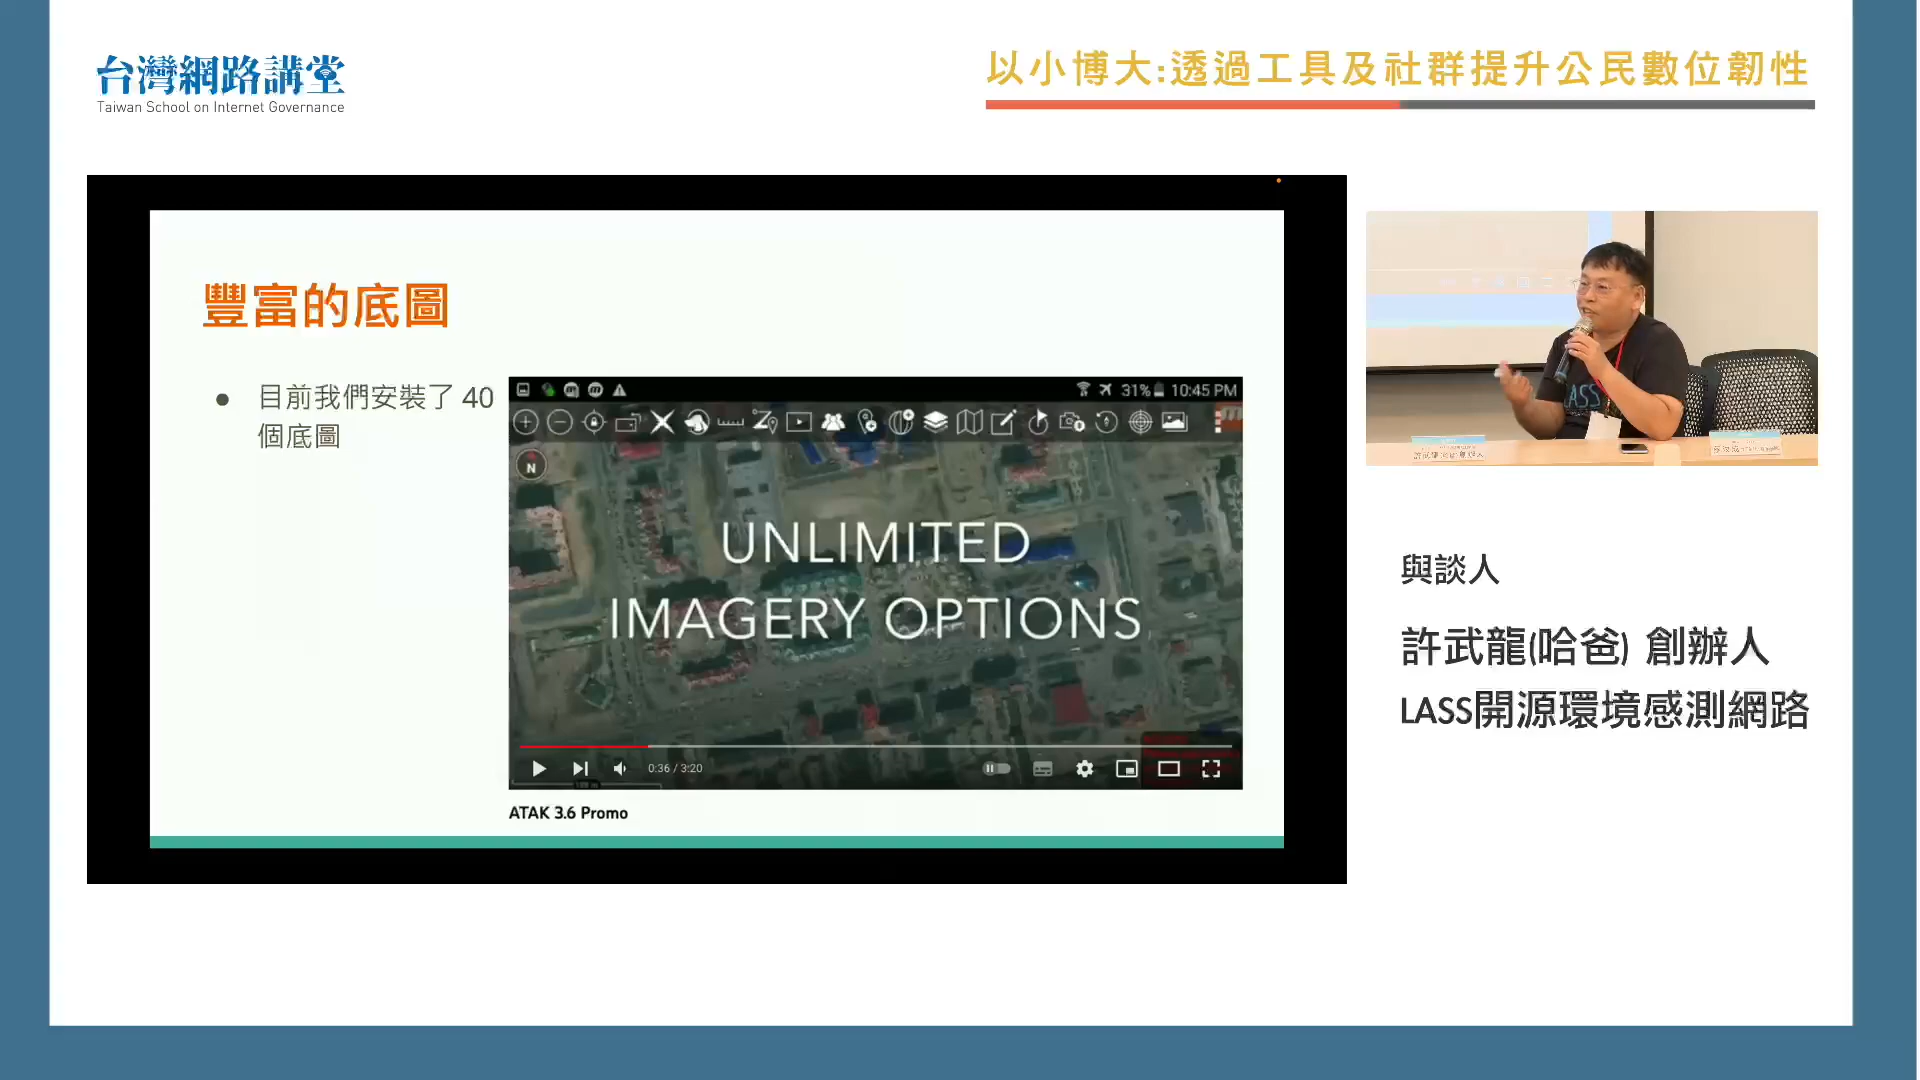 台灣網路講堂
Taiwan School on Internet Governance
以小博大:透過工具及社群提升公民數位韌性
豐富的底圖
● 目前我們安裝了 40
個底圖
31% 10:45 PM
N
UNLIMITED
IMAGERY OPTIONS
0:36 / 3:20
ATAK 3.6 Promo
LASS
與談人
許武龍(哈爸) 創辦人
LASS開源環境感測網路